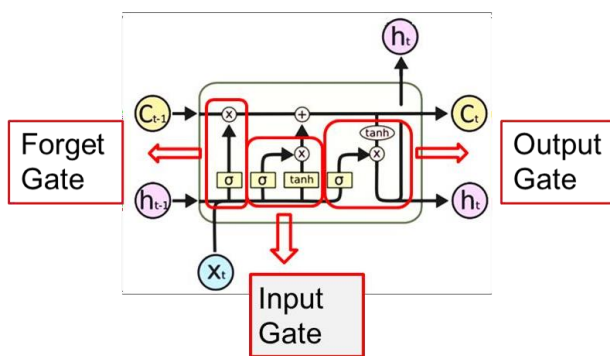 hₜ
Cₜ₋₁
x
+
Cₜ
tanh
Forget
Gate
x
x
Output
Gate
σ
σ
tanh
σ
hₜ₋₁
hₜ
Xₜ
Input
Gate